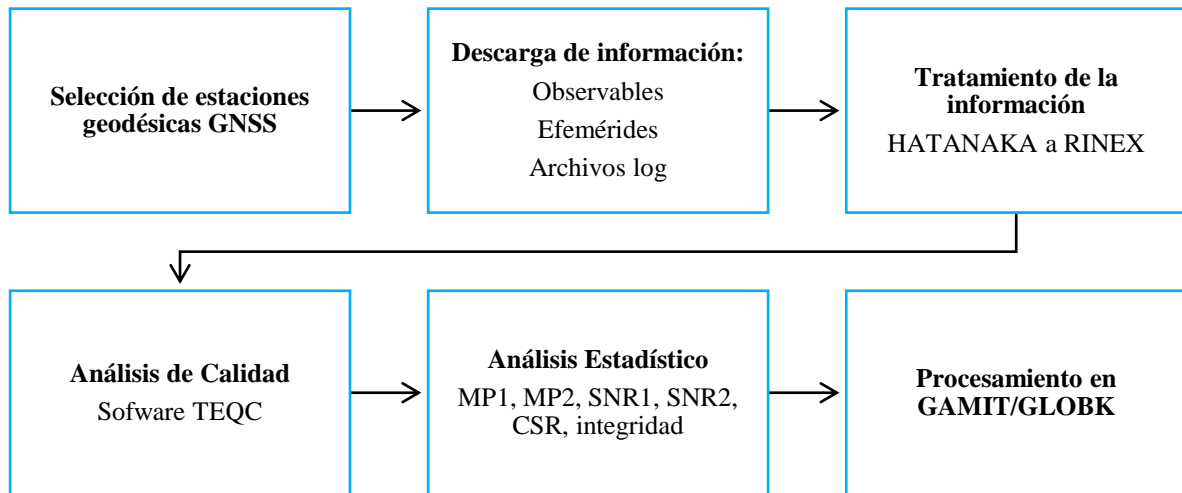 Selección de estaciones
geodésicas GNSS
Descarga de información:
Observables
Efemérides
Archivos log
Tratamiento de la
información
HATANAKA a RINEX
Análisis de Calidad
Sofware TEQC
Análisis Estadístico
MP1, MP2, SNR1, SNR2,
CSR, integridad
Procesamiento en
GAMIT/GLOBK